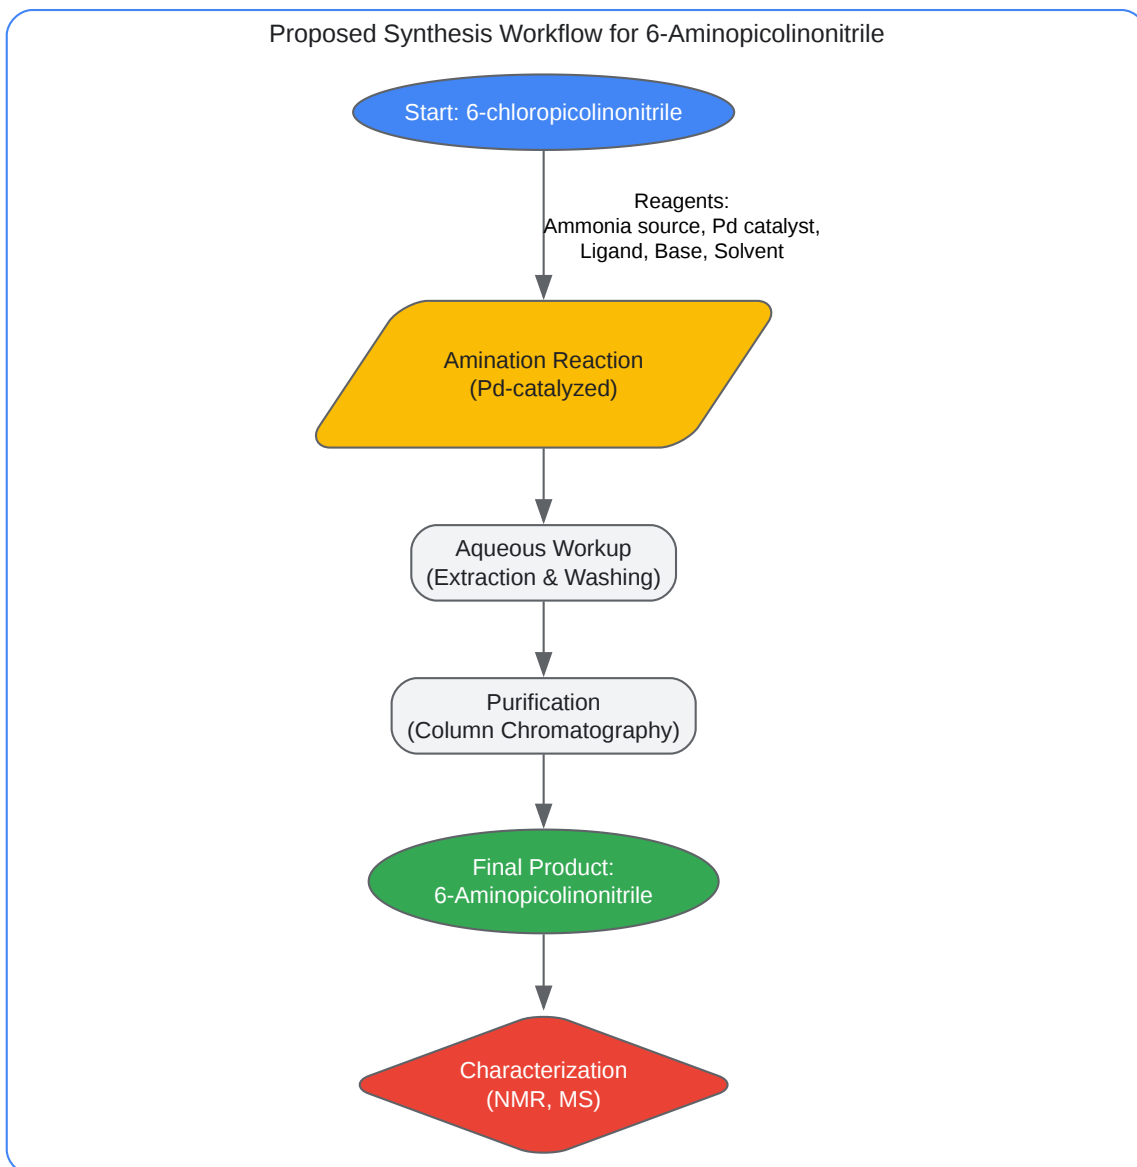 Proposed Synthesis Workflow for 6-Aminopicolinonitrile
Start: 6-chloropicolinonitrile
Reagents:
Ammonia source, Pd catalyst,
Ligand, Base, Solvent
Amination Reaction
(Pd-catalyzed)
Aqueous Workup
(Extraction & Washing)
Purification
(Column Chromatography)
Final Product:
6-Aminopicolinonitrile
Characterization
(NMR, MS)